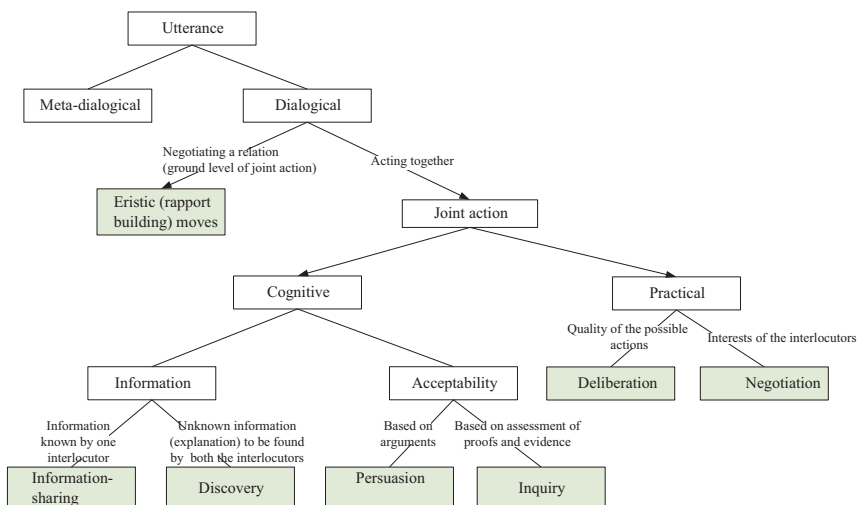 Utterance
Meta-dialogical
Dialogical
Negotiating a relation
(ground level of joint action)
Acting together
Eristic (rapport
building) moves
Joint action
Cognitive
Practical
Quality of the possible
actions
Interests of the interlocutors
Information
Acceptability
Deliberation
Negotiation
Information
known by one
interlocutor
Unknown information
(explanation) to be found
by both the interlocutors
Based on
arguments
Based on assessment of
proofs and evidence
Information-
sharing
Discovery
Persuasion
Inquiry